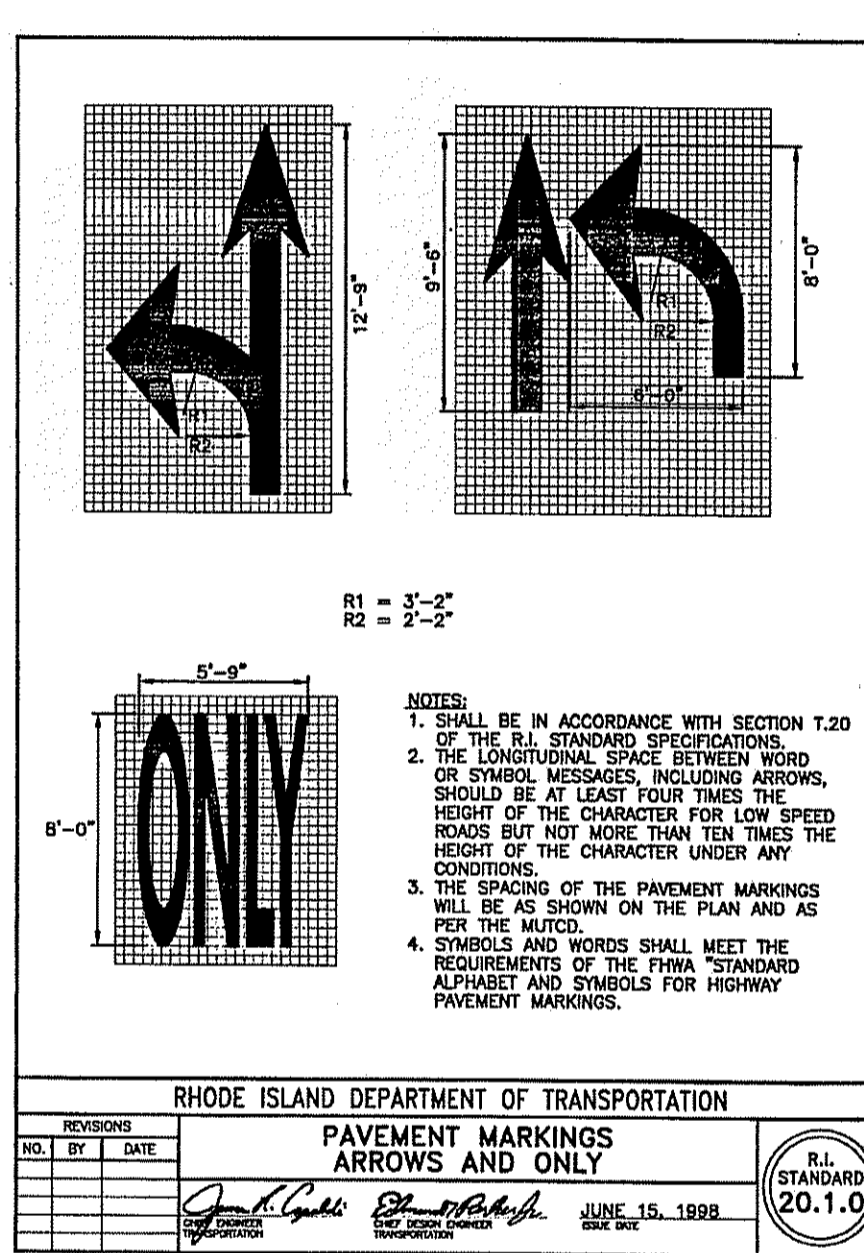 12'-9"
R1
R2
9'-6"
8'-0"
R1
R2
6'-0"
R1 = 3'-2"
R2 = 2'-2"
5'-9"
8'-0"
ONLY
NOTES:
1. SHALL BE IN ACCORDANCE WITH SECTION T.20
OF THE R.I. STANDARD SPECIFICATIONS.
2. THE LONGITUDINAL SPACE BETWEEN WORD
OR SYMBOL MESSAGES, INCLUDING ARROWS,
SHOULD BE AT LEAST FOUR TIMES THE
HEIGHT OF THE CHARACTER FOR LOW SPEED
ROADS BUT NOT MORE THAN TEN TIMES THE
HEIGHT OF THE CHARACTER UNDER ANY
CONDITIONS.
3. THE SPACING OF THE PAVEMENT MARKINGS
WILL BE AS SHOWN ON THE PLAN AND AS
PER THE MUTCD.
4. SYMBOLS AND WORDS SHALL MEET THE
REQUIREMENTS OF THE FHWA "STANDARD
ALPHABET AND SYMBOLS FOR HIGHWAY
PAVEMENT MARKINGS.
RHODE ISLAND DEPARTMENT OF TRANSPORTATION
REVISIONS
NO. BY DATE
PAVEMENT MARKINGS
ARROWS AND ONLY
CHIEF ENGINEER
TRANSPORTATION
CHIEF DESIGN ENGINEER
TRANSPORTATION
JUNE 15, 1998
ISSUE DATE
R.I.
STANDARD
20.1.0